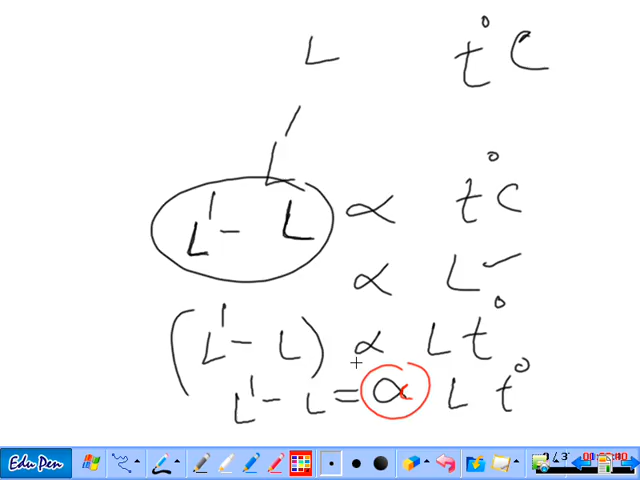 L t°C
L'
L' - L ∝ t°C
∝ L ✓
(L' - L) ∝ L t°
L' - L = α L t°
Edu Pen